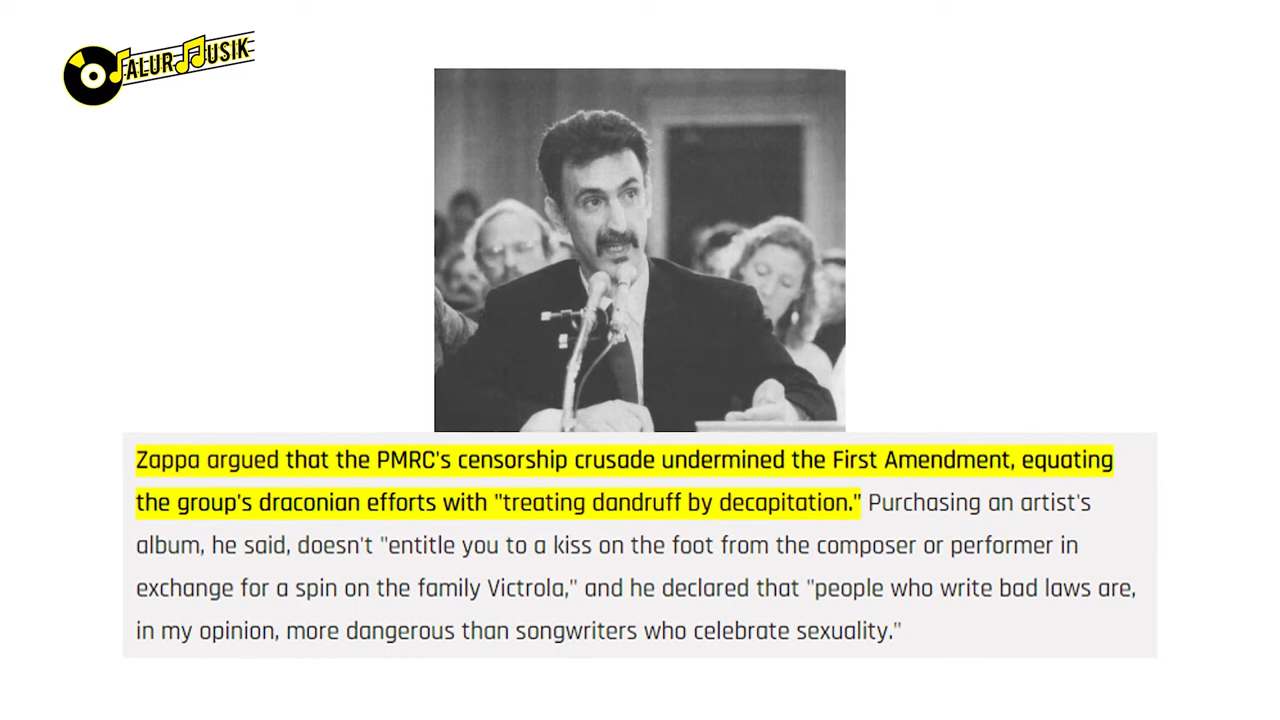 JALUR MUSIK
Zappa argued that the PMRC's censorship crusade undermined the First Amendment, equating
the group's draconian efforts with "treating dandruff by decapitation." Purchasing an artist's
album, he said, doesn't "entitle you to a kiss on the foot from the composer or performer in
exchange for a spin on the family Victrola," and he declared that "people who write bad laws are,
in my opinion, more dangerous than songwriters who celebrate sexuality."